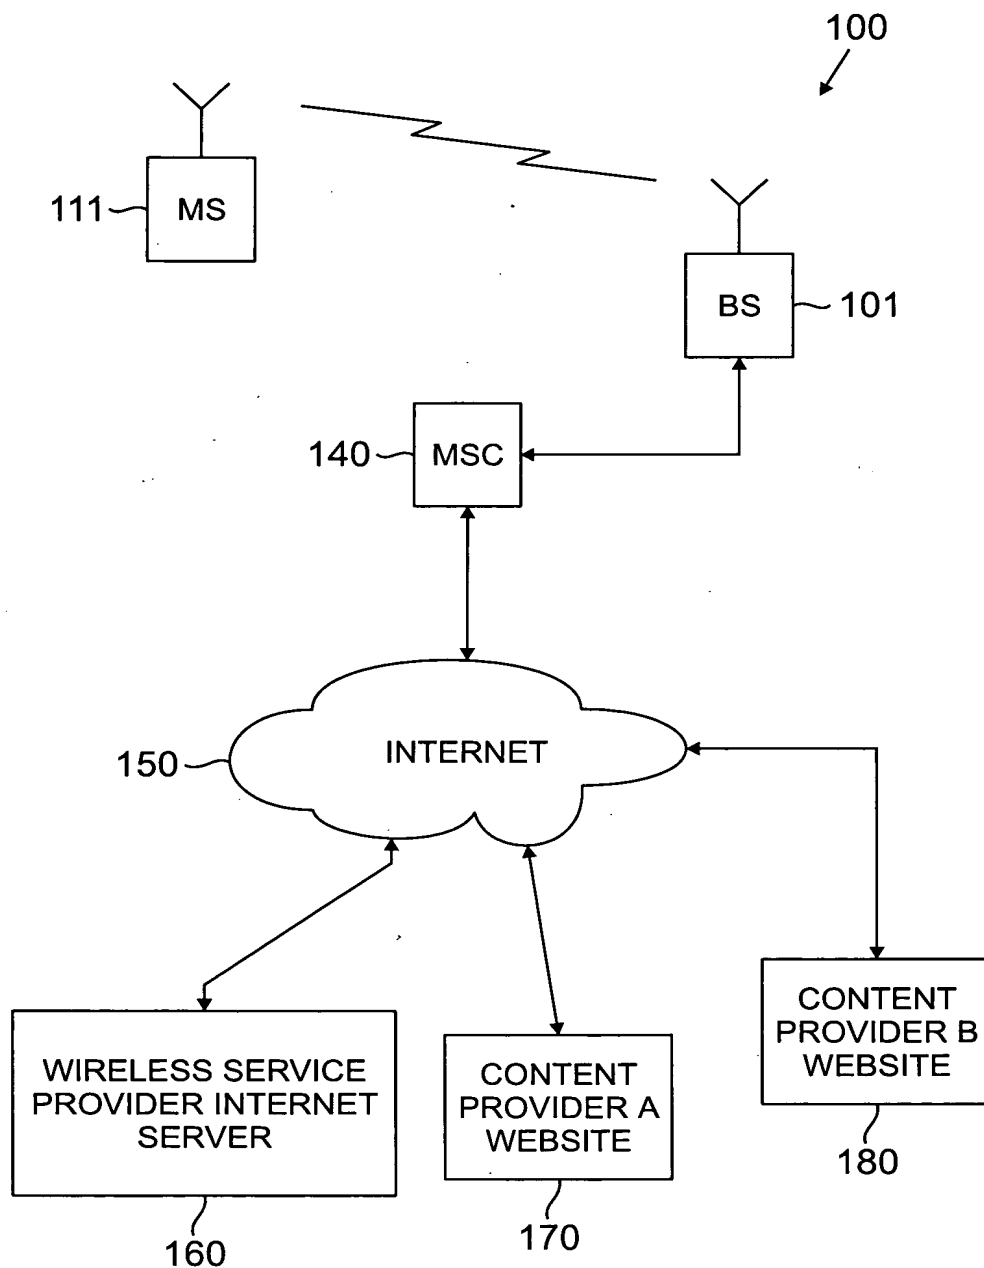 100
111
MS
BS
101
140
MSC
150
INTERNET
WIRELESS SERVICE
PROVIDER INTERNET
SERVER
160
CONTENT
PROVIDER A
WEBSITE
170
CONTENT
PROVIDER B
WEBSITE
180